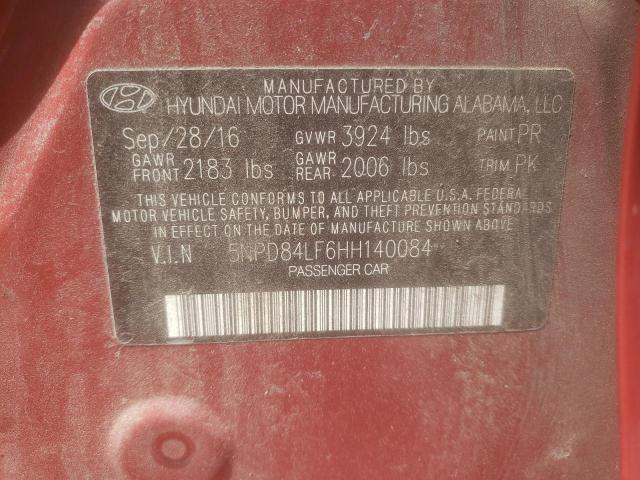 MANUFACTURED BY
HYUNDAI MOTOR MANUFACTURING ALABAMA, LLC
Sep/28/16 GVWR 3924 lbs PAINT PR
GAWR FRONT 2183 lbs GAWR REAR 2006 lbs TRIM PK
THIS VEHICLE CONFORMS TO ALL APPLICABLE U.S.A. FEDERAL
MOTOR VEHICLE SAFETY, BUMPER, AND THEFT PREVENTION STANDARDS
IN EFFECT ON THE DATE OF MANUFACTURE SHOWN ABOVE
V.I.N 5NPD84LF6HH140084
PASSENGER CAR